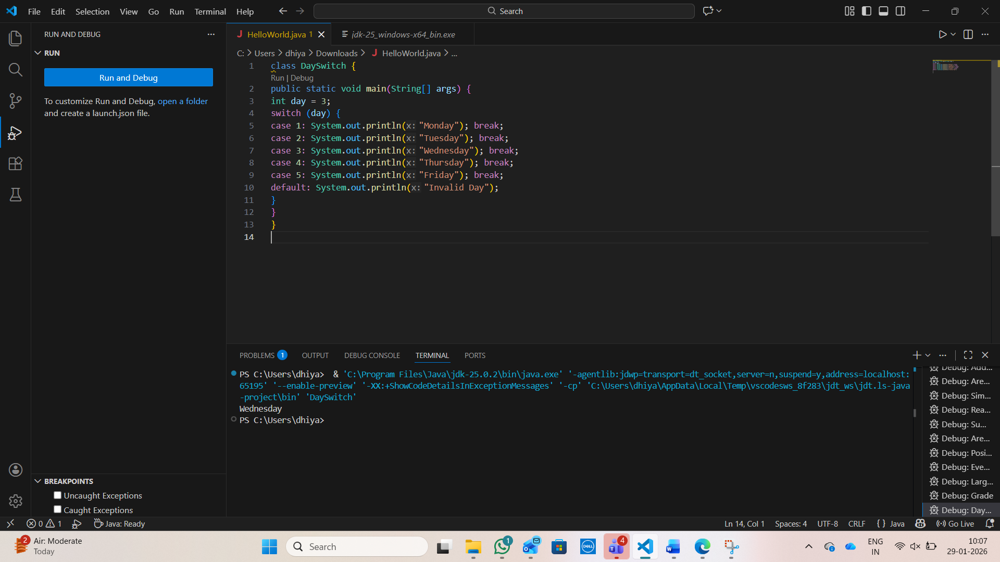 File Edit Selection View Go Run Terminal Help
Search
RUN AND DEBUG
RUN
Run and Debug
To customize Run and Debug, open a folder
and create a launch.json file.
HelloWorld.java 1
jdk-25_windows-x64_bin.exe
C: > Users > dhiya > Downloads > J HelloWorld.java > ...
1 class DaySwitch {
Run | Debug
2 public static void main(String[] args) {
3 int day = 3;
4 switch (day) {
5 case 1: System.out.println(x: "Monday"); break;
6 case 2: System.out.println(x: "Tuesday"); break;
7 case 3: System.out.println(x: "Wednesday"); break;
8 case 4: System.out.println(x: "Thursday"); break;
9 case 5: System.out.println(x: "Friday"); break;
10 default: System.out.println(x: "Invalid Day");
11 }
12 }
13 }
14
PROBLEMS 1 OUTPUT DEBUG CONSOLE TERMINAL PORTS
PS C:\Users\dhiya>  & 'C:\Program Files\Java\jdk-25.0.2\bin\java.exe' '-agentlib:jdwp=transport=dt_socket,server=n,suspend=y,address=localhost:
65195' '--enable-preview' '-XX:+ShowCodeDetailsInExceptionMessages' '-cp' 'C:\Users\dhiya\AppData\Local\Temp\vscodesws_8f283\jdt_ws\jdt.ls-java
-project\bin' 'DaySwitch'
Wednesday
PS C:\Users\dhiya>
Debug: Add...
Debug: Are...
Debug: Sim...
Debug: Rea...
Debug: Su...
Debug: Are...
Debug: Posi...
Debug: Eve...
Debug: Larg...
Debug: Grade
Debug: Day...
BREAKPOINTS
Uncaught Exceptions
Caught Exceptions
0 1 Java: Ready
Ln 14, Col 1 Spaces: 4 UTF-8 CRLF { } Java Go Live
2 Air: Moderate
Today
Search
1
DELL
4
ENG
IN
10:07
29-01-2026